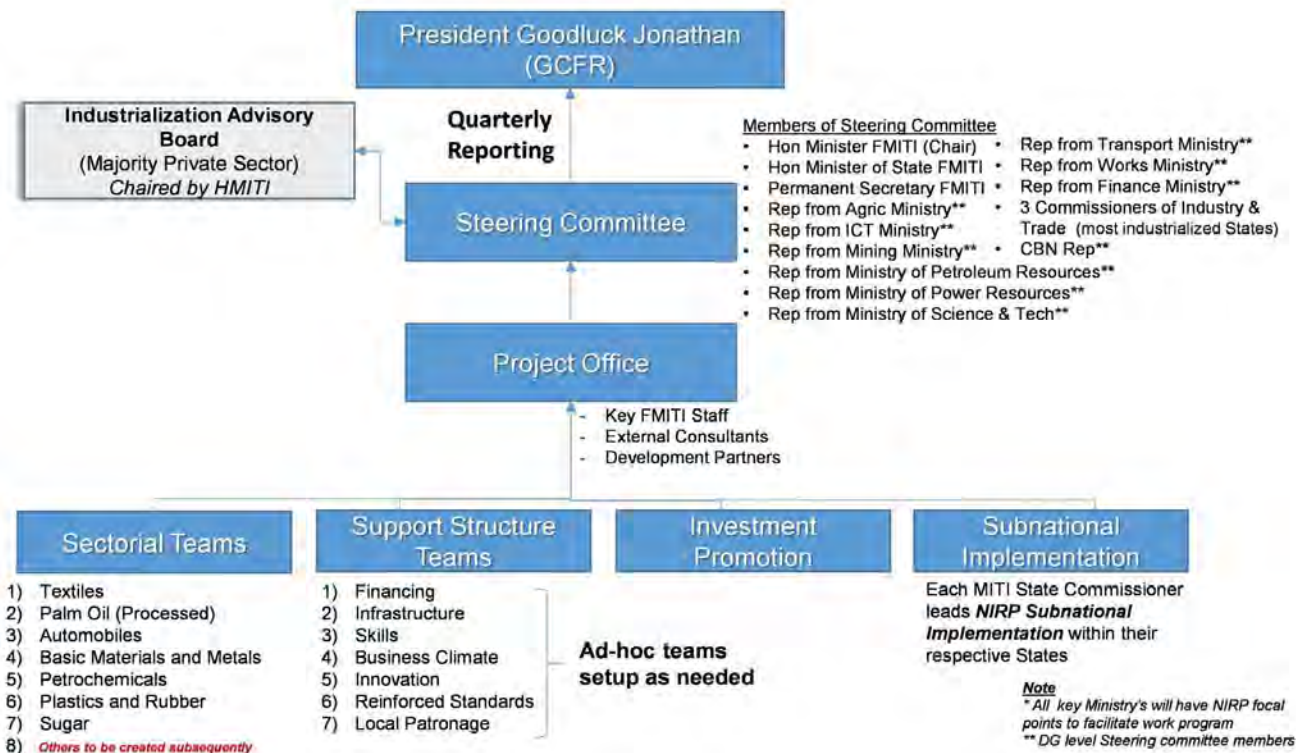 President Goodluck Jonathan
(GCFR)
Industrialization Advisory
Board
(Majority Private Sector)
Chaired by HMITI
Quarterly
Reporting
Steering Committee
Members of Steering Committee
• Hon Minister FMITI (Chair)
• Hon Minister of State FMITI
• Permanent Secretary FMITI
• Rep from Agric Ministry**
• Rep from ICT Ministry**
• Rep from Mining Ministry**
• Rep from Ministry of Petroleum Resources**
• Rep from Ministry of Power Resources**
• Rep from Ministry of Science & Tech**
• Rep from Transport Ministry**
• Rep from Works Ministry**
• Rep from Finance Ministry**
• 3 Commissioners of Industry &
Trade (most industrialized States)
• CBN Rep**
Project Office
- Key FMITI Staff
- External Consultants
- Development Partners
Sectorial Teams
1) Textiles
2) Palm Oil (Processed)
3) Automobiles
4) Basic Materials and Metals
5) Petrochemicals
6) Plastics and Rubber
7) Sugar
8) Others to be created subsequently
Support Structure
Teams
1) Financing
2) Infrastructure
3) Skills
4) Business Climate
5) Innovation
6) Reinforced Standards
7) Local Patronage
Ad-hoc teams
setup as needed
Investment
Promotion
Subnational
Implementation
Each MITI State Commissioner
leads NIRP Subnational
Implementation within their
respective States
Note
* All key Ministry's will have NIRP focal
points to facilitate work program
** DG level Steering committee members